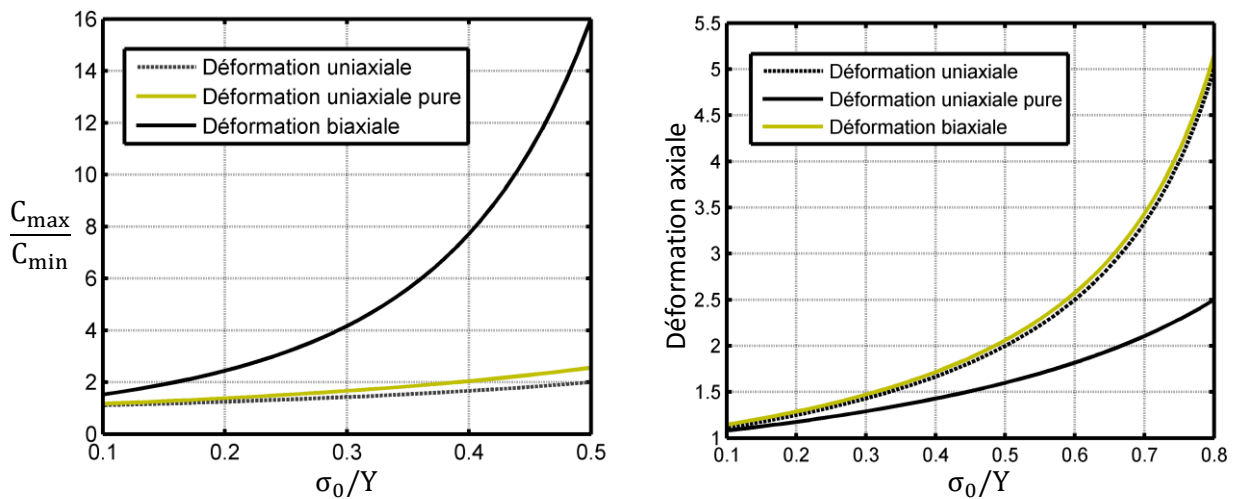 16
14
12
10
8
6
4
2
0
C_max
C_min
Déformation uniaxiale
Déformation uniaxiale pure
Déformation biaxiale
0.1 0.2 0.3 0.4 0.5
σ₀/Y
5.5
5
4.5
4
3.5
3
2.5
2
1.5
1
Déformation axiale
Déformation uniaxiale
Déformation uniaxiale pure
Déformation biaxiale
0.1 0.2 0.3 0.4 0.5 0.6 0.7 0.8
σ₀/Y